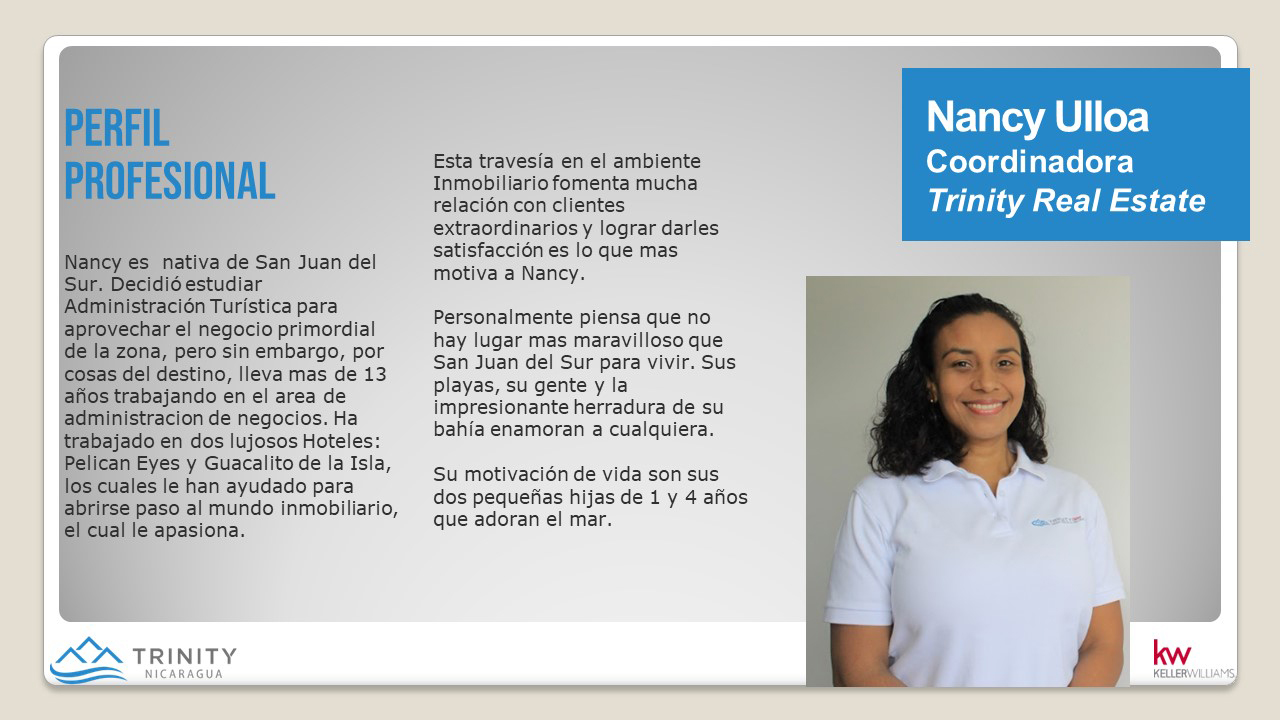 PERFIL
PROFESIONAL
Nancy es nativa de San Juan del
Sur. Decidió estudiar
Administración Turística para
aprovechar el negocio primordial
de la zona, pero sin embargo, por
cosas del destino, lleva mas de 13
años trabajando en el area de
administracion de negocios. Ha
trabajado en dos lujosos Hoteles:
Pelican Eyes y Guacalito de la Isla,
los cuales le han ayudado para
abrirse paso al mundo inmobiliario,
el cual le apasiona.
Esta travesía en el ambiente
Inmobiliario fomenta mucha
relación con clientes
extraordinarios y lograr darles
satisfacción es lo que mas
motiva a Nancy.
Personalmente piensa que no
hay lugar mas maravilloso que
San Juan del Sur para vivir. Sus
playas, su gente y la
impresionante herradura de su
bahía enamoran a cualquiera.
Su motivación de vida son sus
dos pequeñas hijas de 1 y 4 años
que adoran el mar.
Nancy Ulloa
Coordinadora
Trinity Real Estate
TRINITY
NICARAGUA
kw
KELLERWILLIAMS